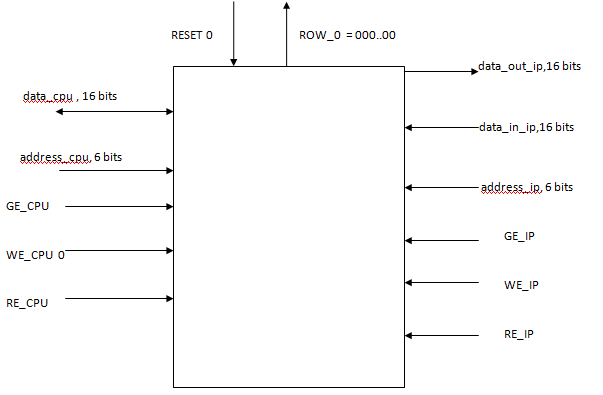 RESET 0
ROW_0 = 000..00
data_out_ip,16 bits
data_cpu , 16 bits
data_in_ip,16 bits
address_cpu, 6 bits
address_ip, 6 bits
GE_CPU
GE_IP
WE_CPU 0
WE_IP
RE_CPU
RE_IP